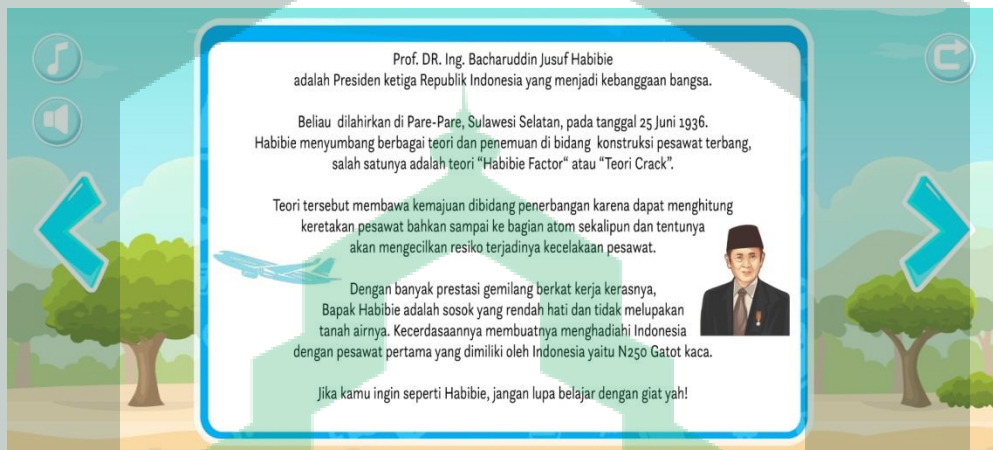 Prof. DR. Ing. Bacharuddin Jusuf Habibie
adalah Presiden ketiga Republik Indonesia yang menjadi kebanggaan bangsa.
Beliau dilahirkan di Pare-Pare, Sulawesi Selatan, pada tanggal 25 Juni 1936.
Habibie menyumbang berbagai teori dan penemuan di bidang konstruksi pesawat terbang,
salah satunya adalah teori “Habibie Factor“ atau “Teori Crack”.
Teori tersebut membawa kemajuan dibidang penerbangan karena dapat menghitung
keretakan pesawat bahkan sampai ke bagian atom sekalipun dan tentunya
akan mengecilkan resiko terjadinya kecelakaan pesawat.
Dengan banyak prestasi gemilang berkat kerja kerasnya,
Bapak Habibie adalah sosok yang rendah hati dan tidak melupakan
tanah airnya. Kecerdasaannya membuatnya menghadiahi Indonesia
dengan pesawat pertama yang dimiliki oleh Indonesia yaitu N250 Gatot kaca.
Jika kamu ingin seperti Habibie, jangan lupa belajar dengan giat yah!